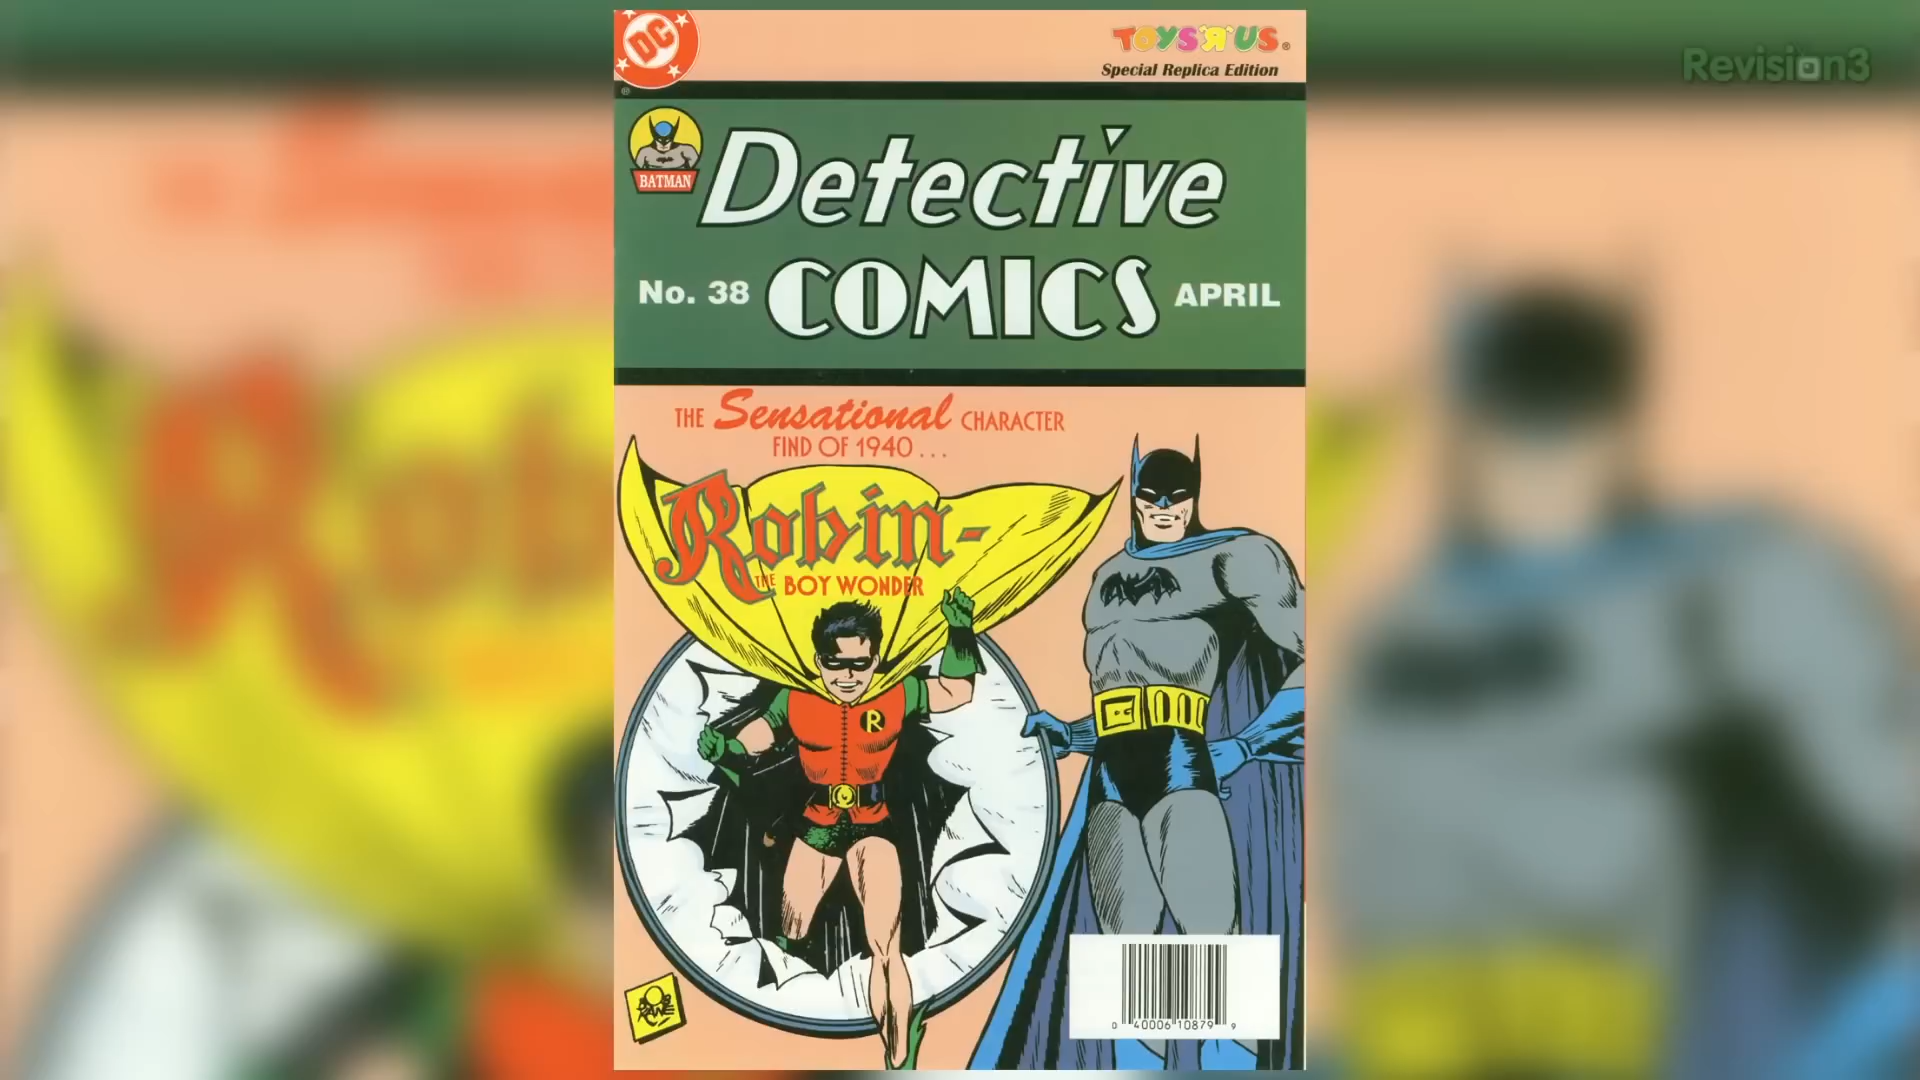 DC
TOYS"R"US®
Special Replica Edition
Revision3
®
BATMAN
Detective
No. 38 COMICS APRIL
THE Sensational CHARACTER
FIND OF 1940...
Robin-
THE BOY WONDER
R
BOB
KANE
0 40006 10879 9